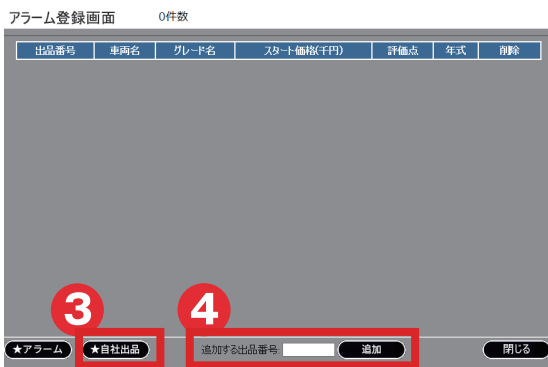 アラーム登録画面 0件数
出品番号 車両名 グレード名 スタート価格(千円) 評価点 年式 削除
3 4
★アラーム ★自社出品 追加する出品番号: 追加 閉じる